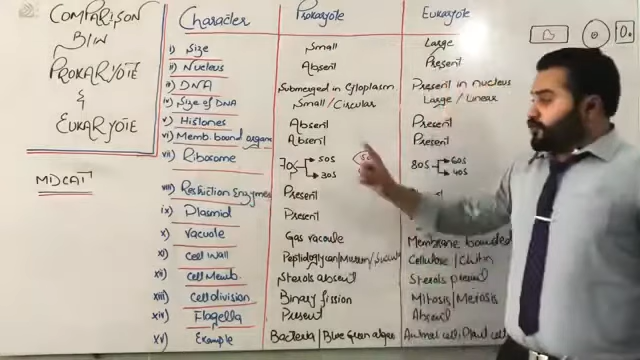 COMPARISON
B/W
PROKARYOTE
&
EUKARYOTE
MDCAT
Character Prokaryote Eukaryote
i) Size Small Large
ii) Nucleus Absent Present
iii) DNA Submerged in Cytoplasm Present in nucleus
iv) Size of DNA Small/Circular Large/Linear
v) Histones Absent Present
vi) Memb. bound organ Absent Present
vii) Ribosome 70S 50S 30S 80S 60S 40S
viii) Restriction Enzymes Present
ix) Plasmid Present
x) Vacuole Gas vacoule Membrane bounded
xi) Cell wall Peptidoglycan/Murein/ Cellulose/Chitin
xii) Cell Memb. Sterols absent Sterols present
xiii) Cell division Binary fission Mitosis/Meiosis
xiv) Flagella Present Absent
xv) Example Bacteria/Blue Green algae Animal cell, Plant cell